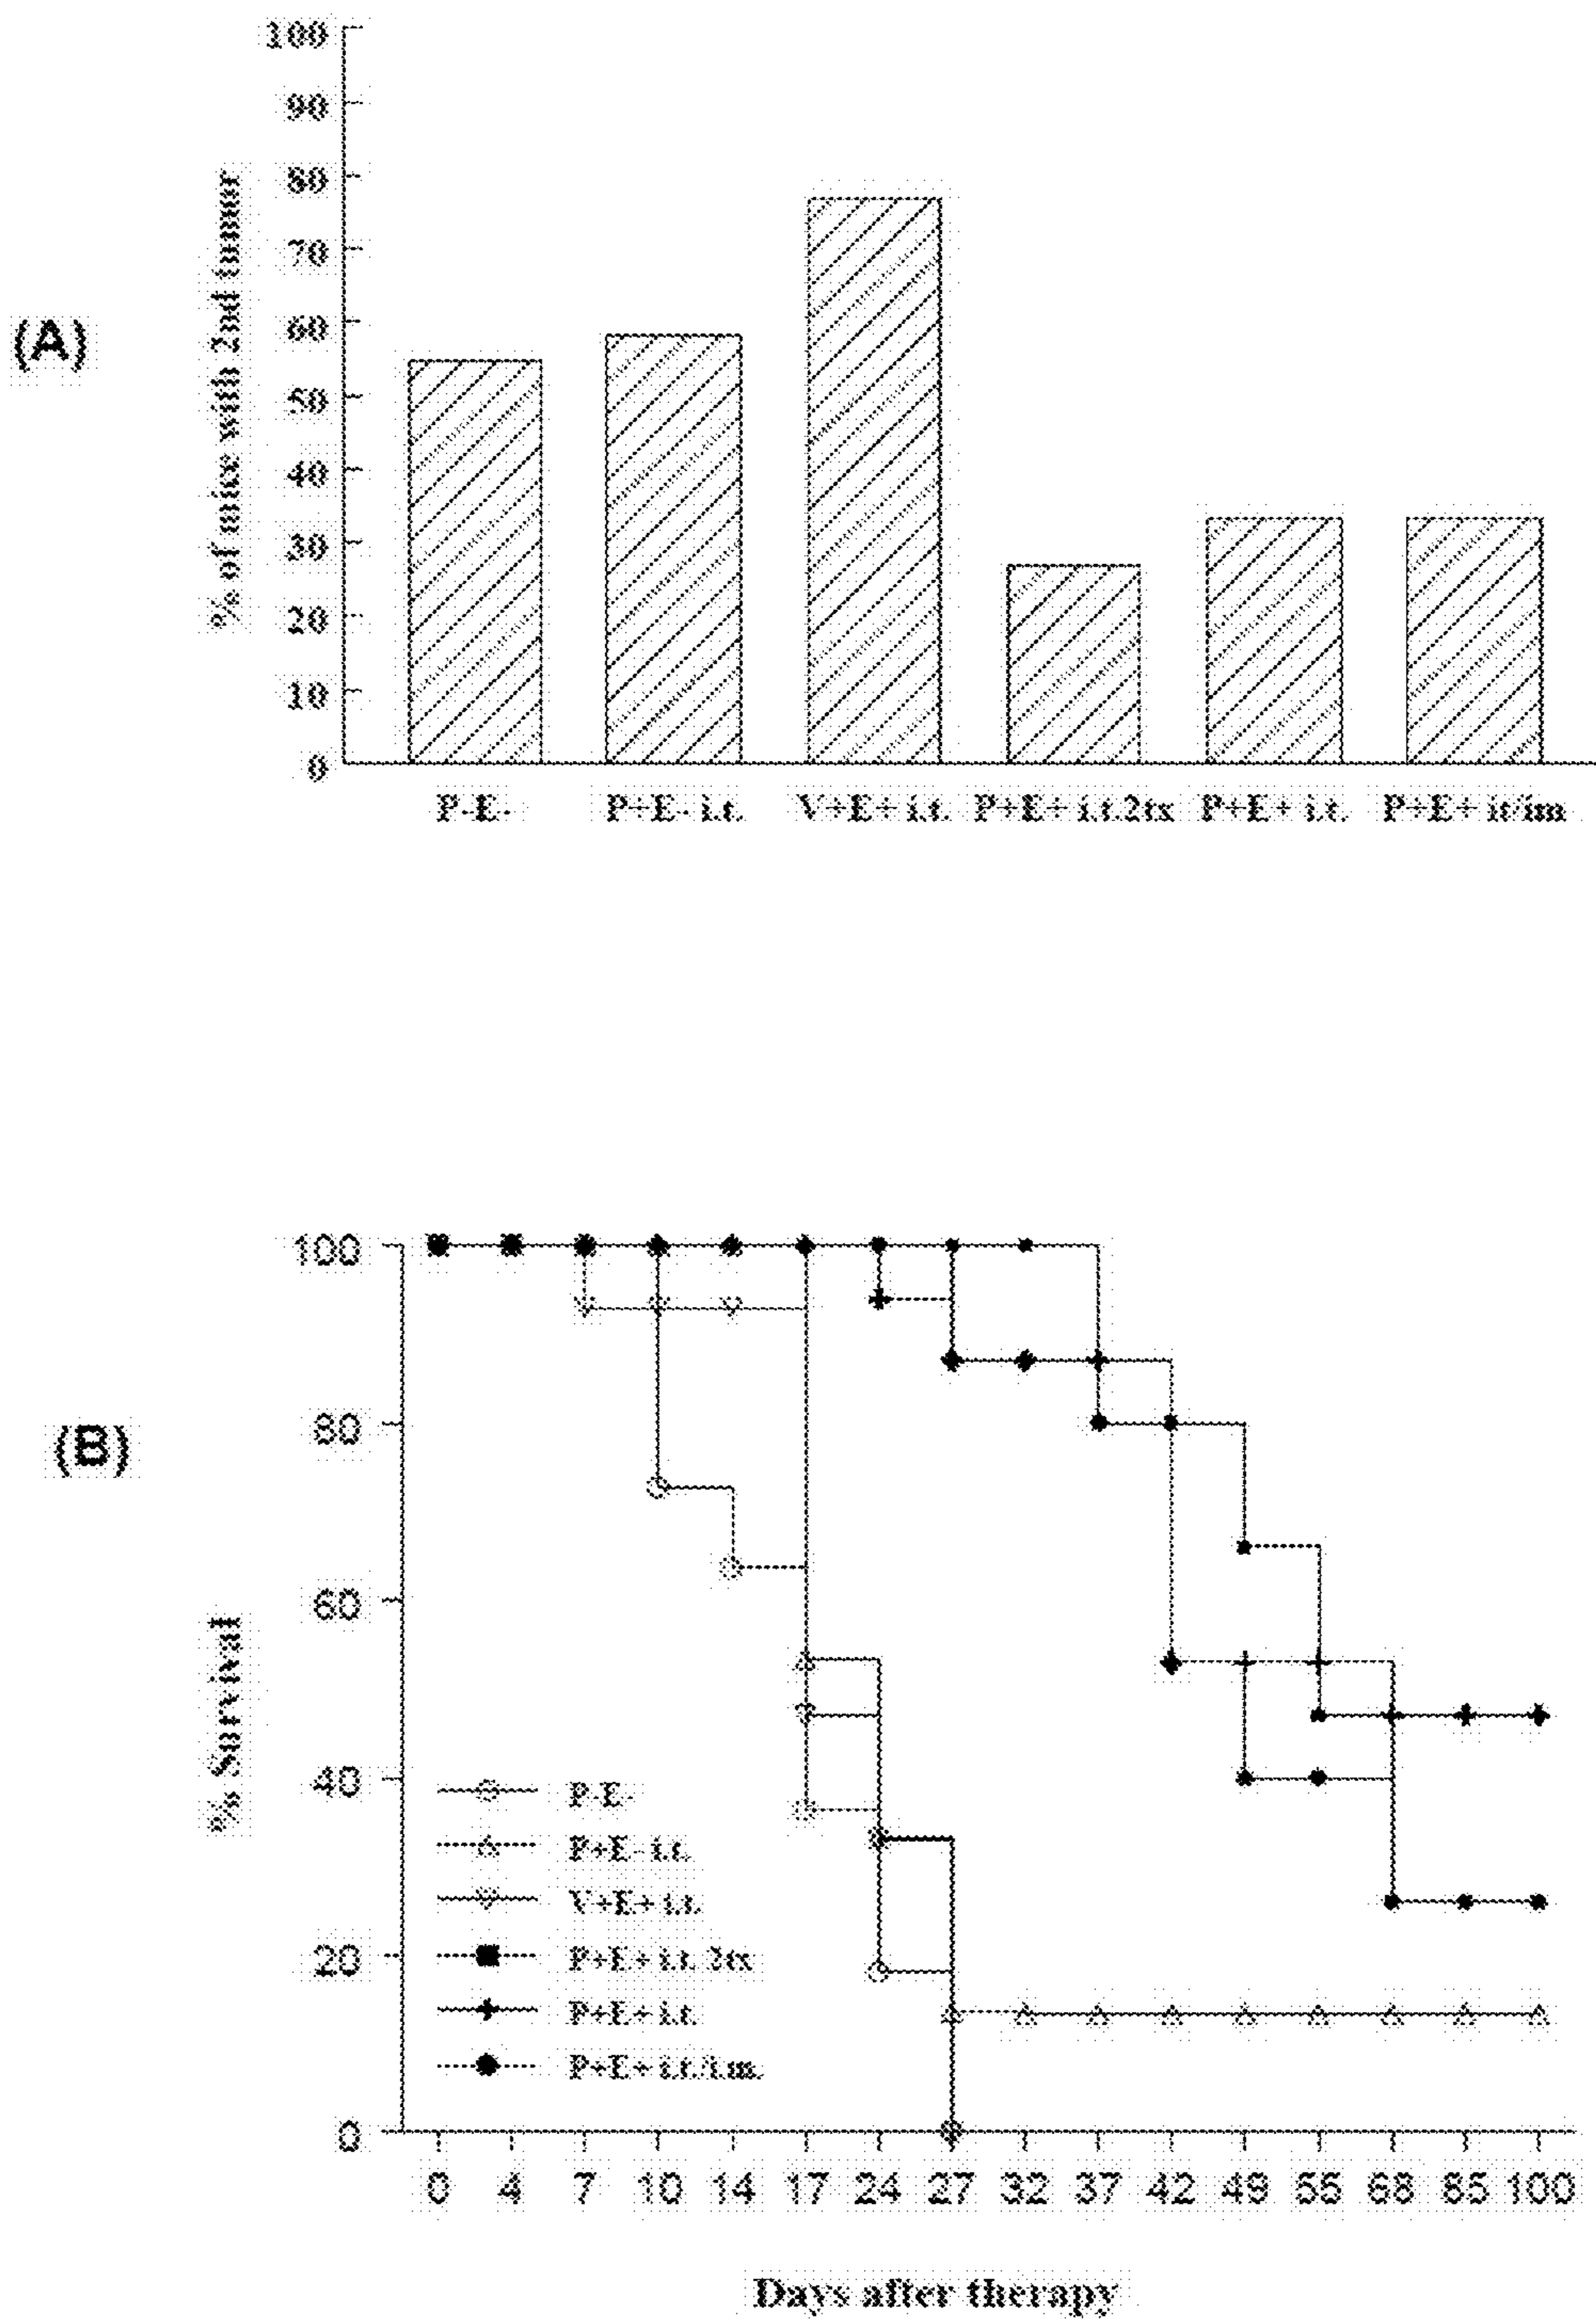 (A)
% of mice with 2nd tumor
100
90
80
70
60
50
40
30
20
10
0
P-E-
P+E- i.t.
V+E+ i.t.
P+E+ i.t.2tx
P+E+ i.t.
P+E+ it/im
(B)
% Survival
100
80
60
40
20
0
P-E-
P+E- i.t.
V+E+ i.t.
P+E+ i.t. 2tx
P+E+ i.t.
P+E+ i.t./i.m.
0 4 7 10 14 17 24 27 32 37 42 49 55 68 85 100
Days after therapy